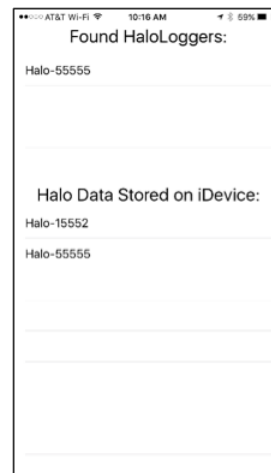 AT&T Wi-Fi 10:16 AM 59%
Found HaloLoggers:
Halo-55555
Halo Data Stored on iDevice:
Halo-15552
Halo-55555